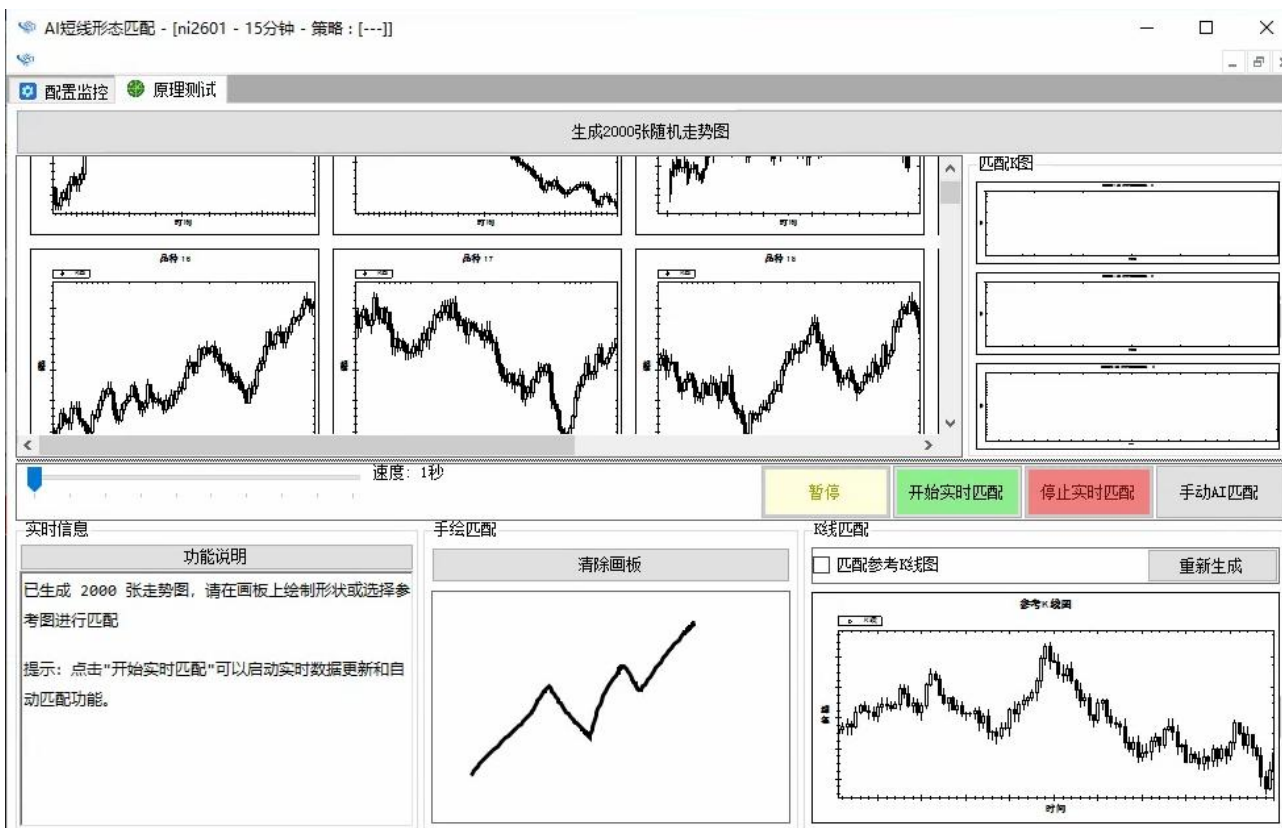 AI短线形态匹配 - [ni2601 - 15分钟 - 策略：[---]]
配置监控
原理测试
生成2000张随机走势图
时间
时间
时间
匹配K图
品种 16
品种 17
品种 18
速度: 1秒
暂停
开始实时匹配
停止实时匹配
手动AI匹配
实时信息
功能说明
已生成 2000 张走势图，请在画板上绘制形状或选择参
考图进行匹配
提示: 点击"开始实时匹配"可以启动实时数据更新和自
动匹配功能。
手绘匹配
清除画板
K线匹配
匹配参考K线图
重新生成
参考K线图
K线
价格
时间